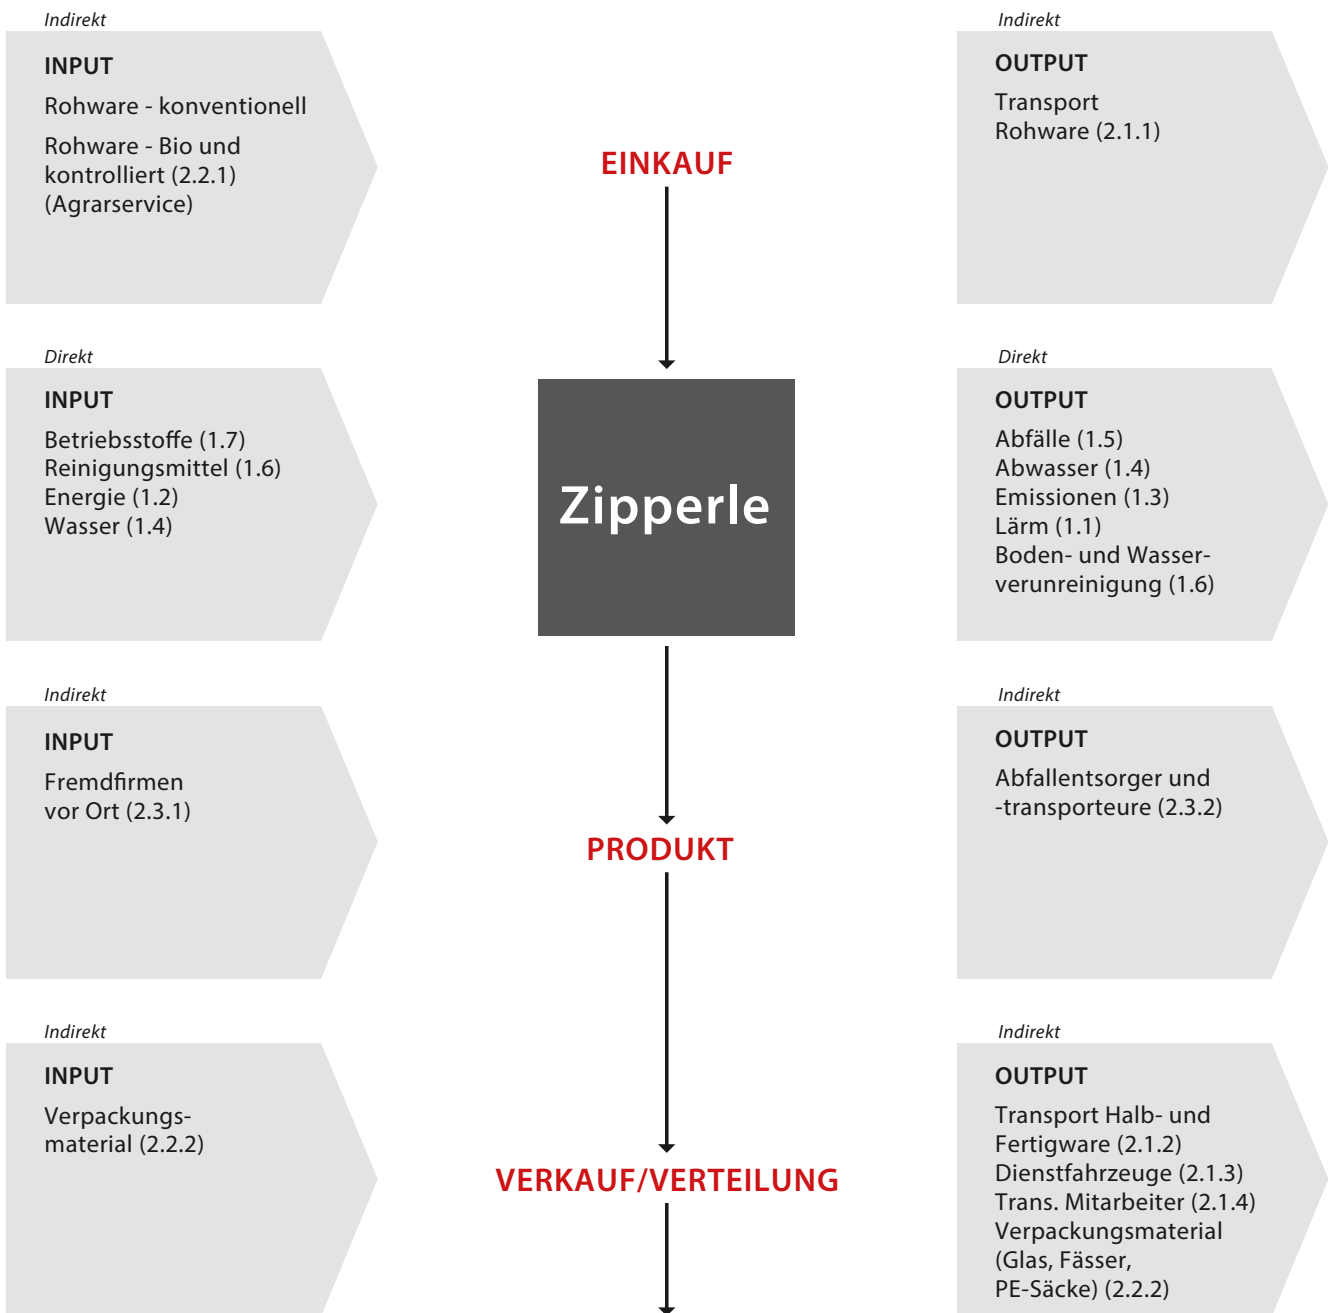 Indirekt
INPUT
Rohware - konventionell
Rohware - Bio und
kontrolliert (2.2.1)
(Agrarservice)
EINKAUF
Indirekt
OUTPUT
Transport
Rohware (2.1.1)
Direkt
INPUT
Betriebsstoffe (1.7)
Reinigungsmittel (1.6)
Energie (1.2)
Wasser (1.4)
Zipperle
Direkt
OUTPUT
Abfälle (1.5)
Abwasser (1.4)
Emissionen (1.3)
Lärm (1.1)
Boden- und Wasser-
verunreinigung (1.6)
Indirekt
INPUT
Fremdfirmen
vor Ort (2.3.1)
PRODUKT
Indirekt
OUTPUT
Abfallentsorger und
-transporteure (2.3.2)
Indirekt
INPUT
Verpackungs-
material (2.2.2)
VERKAUF/VERTEILUNG
Indirekt
OUTPUT
Transport Halb- und
Fertigware (2.1.2)
Dienstfahrzeuge (2.1.3)
Trans. Mitarbeiter (2.1.4)
Verpackungsmaterial
(Glas, Fässer,
PE-Säcke) (2.2.2)